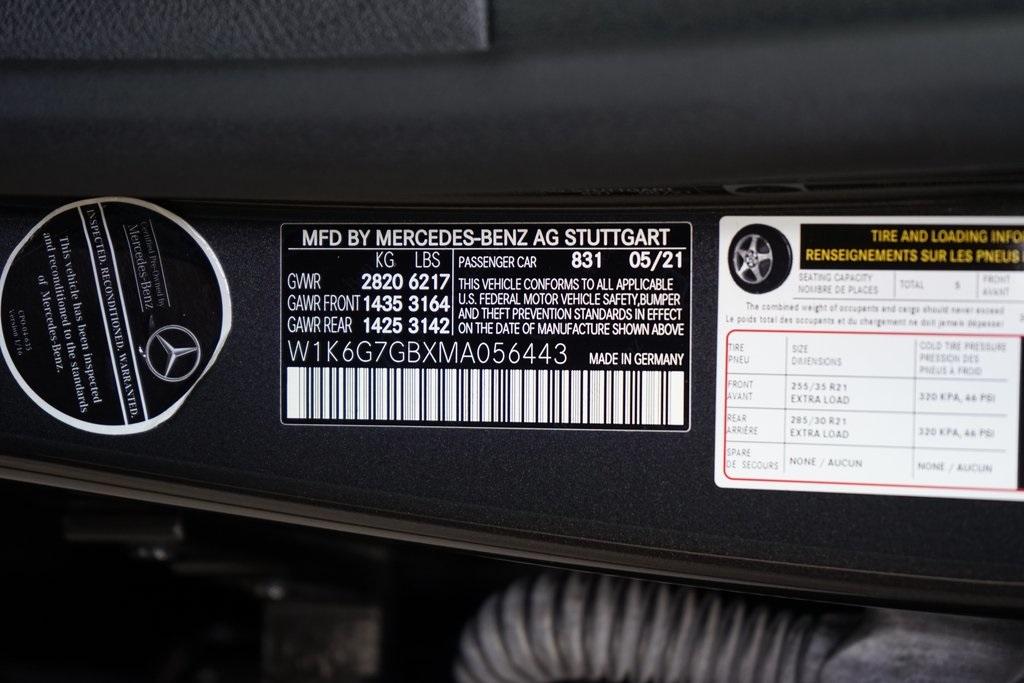 Certified Pre-Owned
Mercedes-Benz
INSPECTED. RECONDITIONED. WARRANTED.
This vehicle has been inspected
and reconditioned to the standards
of Mercedes-Benz.
MFD BY MERCEDES-BENZ AG STUTTGART
KG LBS
GVWR 2820 6217
GAWR FRONT 1435 3164
GAWR REAR 1425 3142
PASSENGER CAR 831 05/21
THIS VEHICLE CONFORMS TO ALL APPLICABLE
U.S. FEDERAL MOTOR VEHICLE SAFETY,BUMPER
AND THEFT PREVENTION STANDARDS IN EFFECT
ON THE DATE OF MANUFACTURE SHOWN ABOVE
W1K6G7GBXMA056443 MADE IN GERMANY
TIRE AND LOADING INFO
RENSEIGNEMENTS SUR LES PNEUS
SEATING CAPACITY
NOMBRE DE PLACES
TOTAL 5
FRONT
AVANT
The combined weight of occupants and cargo should never exceed
Le poids total des occupants et du chargement ne doit jamais dépasser
TIRE
PNEU
SIZE
DIMENSIONS
COLD TIRE PRESSURE
PRESSION DES
PNEUS À FROID
FRONT
AVANT
255/35 R21
EXTRA LOAD
320 KPA, 46 PSI
REAR
ARRIÈRE
285/30 R21
EXTRA LOAD
320 KPA, 46 PSI
SPARE
DE SECOURS
NONE / AUCUN
NONE / AUCUN